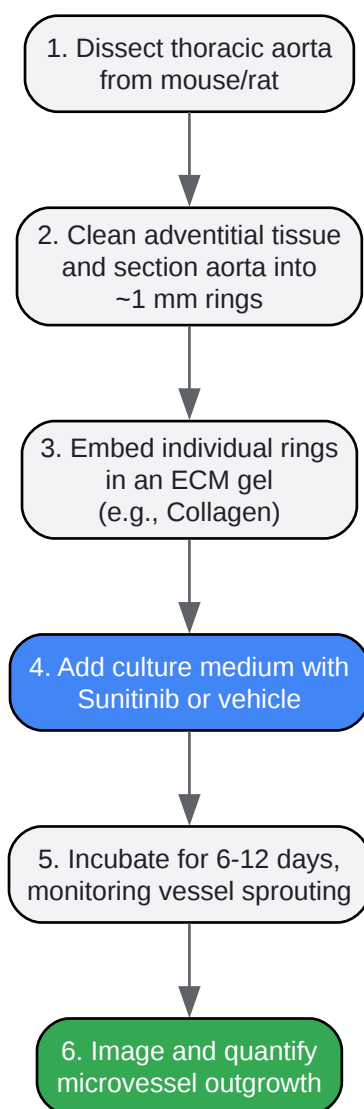 1. Dissect thoracic aorta
from mouse/rat
2. Clean adventitial tissue
and section aorta into
~1 mm rings
3. Embed individual rings
in an ECM gel
(e.g., Collagen)
4. Add culture medium with
Sunitinib or vehicle
5. Incubate for 6-12 days,
monitoring vessel sprouting
6. Image and quantify
microvessel outgrowth